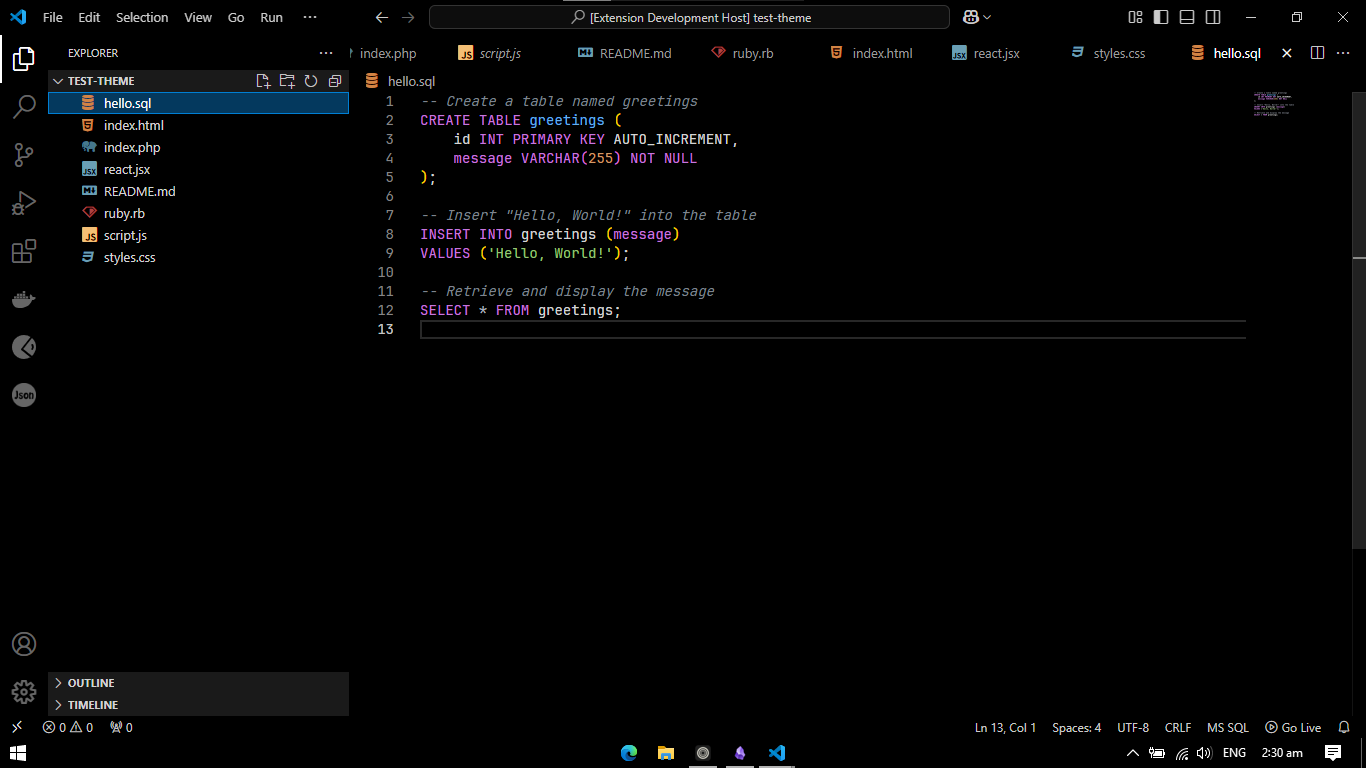 File Edit Selection View Go Run ···
[Extension Development Host] test-theme
EXPLORER
TEST-THEME
hello.sql
index.html
index.php
react.jsx
README.md
ruby.rb
script.js
styles.css
OUTLINE
TIMELINE
index.php script.js README.md ruby.rb index.html react.jsx styles.css hello.sql
hello.sql
1 -- Create a table named greetings
2 CREATE TABLE greetings (
3     id INT PRIMARY KEY AUTO_INCREMENT,
4     message VARCHAR(255) NOT NULL
5 );
6
7 -- Insert "Hello, World!" into the table
8 INSERT INTO greetings (message)
9 VALUES ('Hello, World!');
10
11 -- Retrieve and display the message
12 SELECT * FROM greetings;
13
Json
0 0 0
Ln 13, Col 1 Spaces: 4 UTF-8 CRLF MS SQL Go Live
ENG 2:30 am